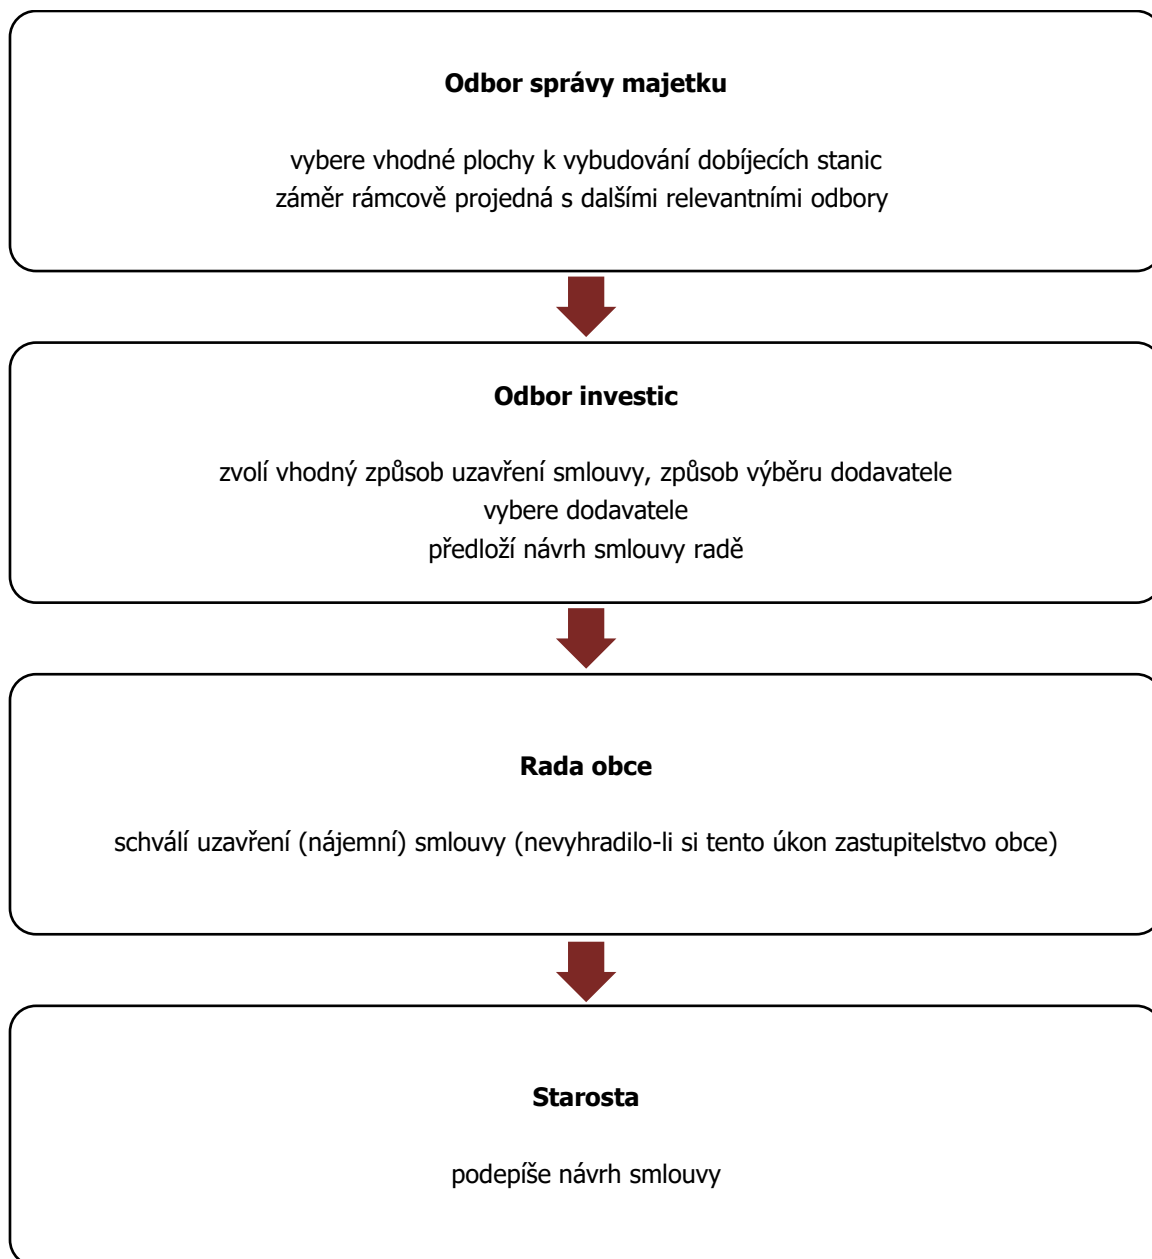 Odbor správy majetku
vybere vhodné plochy k vybudování dobíjecích stanic
záměr rámcově projedná s dalšími relevantními odbory
Odbor investic
zvolí vhodný způsob uzavření smlouvy, způsob výběru dodavatele
vybere dodavatele
předloží návrh smlouvy radě
Rada obce
schválí uzavření (nájemní) smlouvy (nevyhradilo-li si tento úkon zastupitelstvo obce)
Starosta
podepíše návrh smlouvy